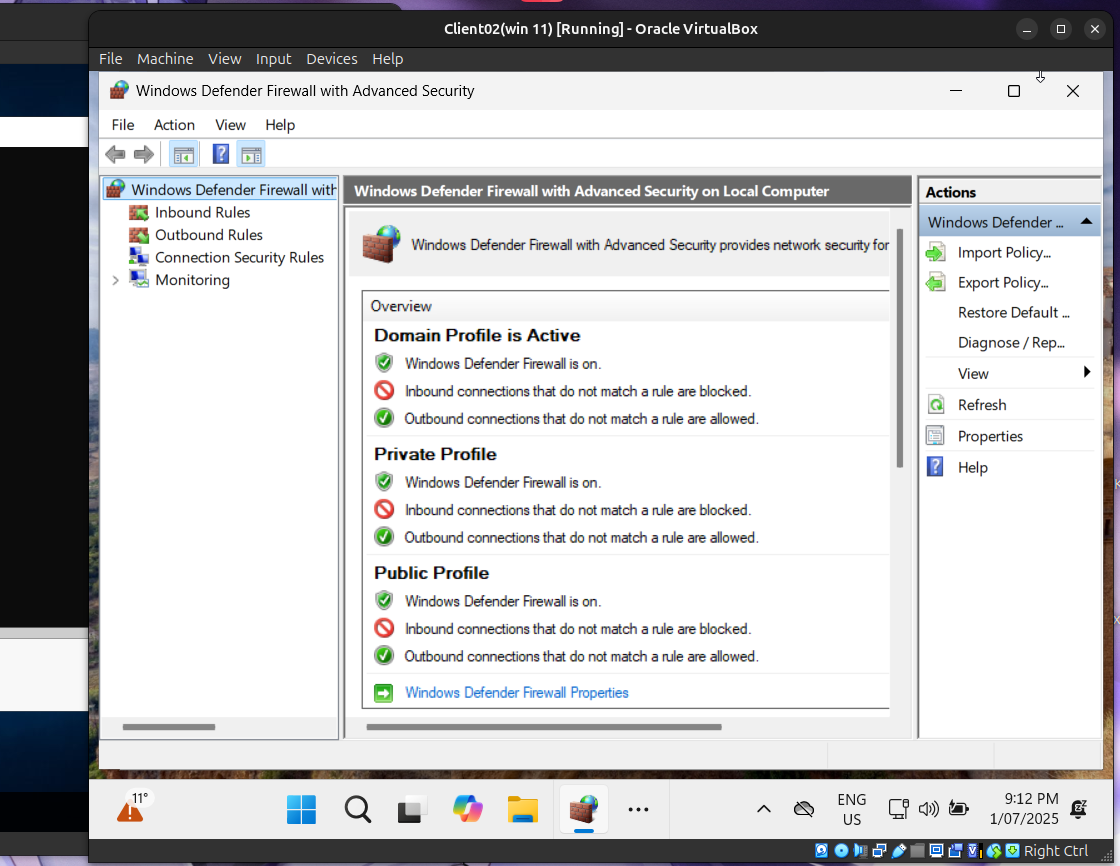 Client02(win 11) [Running] - Oracle VirtualBox
File Machine View Input Devices Help
Windows Defender Firewall with Advanced Security
File Action View Help
Windows Defender Firewall with
Inbound Rules
Outbound Rules
Connection Security Rules
Monitoring
Windows Defender Firewall with Advanced Security on Local Computer
Windows Defender Firewall with Advanced Security provides network security for
Overview
Domain Profile is Active
Windows Defender Firewall is on.
Inbound connections that do not match a rule are blocked.
Outbound connections that do not match a rule are allowed.
Private Profile
Windows Defender Firewall is on.
Inbound connections that do not match a rule are blocked.
Outbound connections that do not match a rule are allowed.
Public Profile
Windows Defender Firewall is on.
Inbound connections that do not match a rule are blocked.
Outbound connections that do not match a rule are allowed.
Windows Defender Firewall Properties
Actions
Windows Defender ...
Import Policy...
Export Policy...
Restore Default ...
Diagnose / Rep...
View
Refresh
Properties
Help
11°
ENG
US
9:12 PM
1/07/2025
Right Ctrl